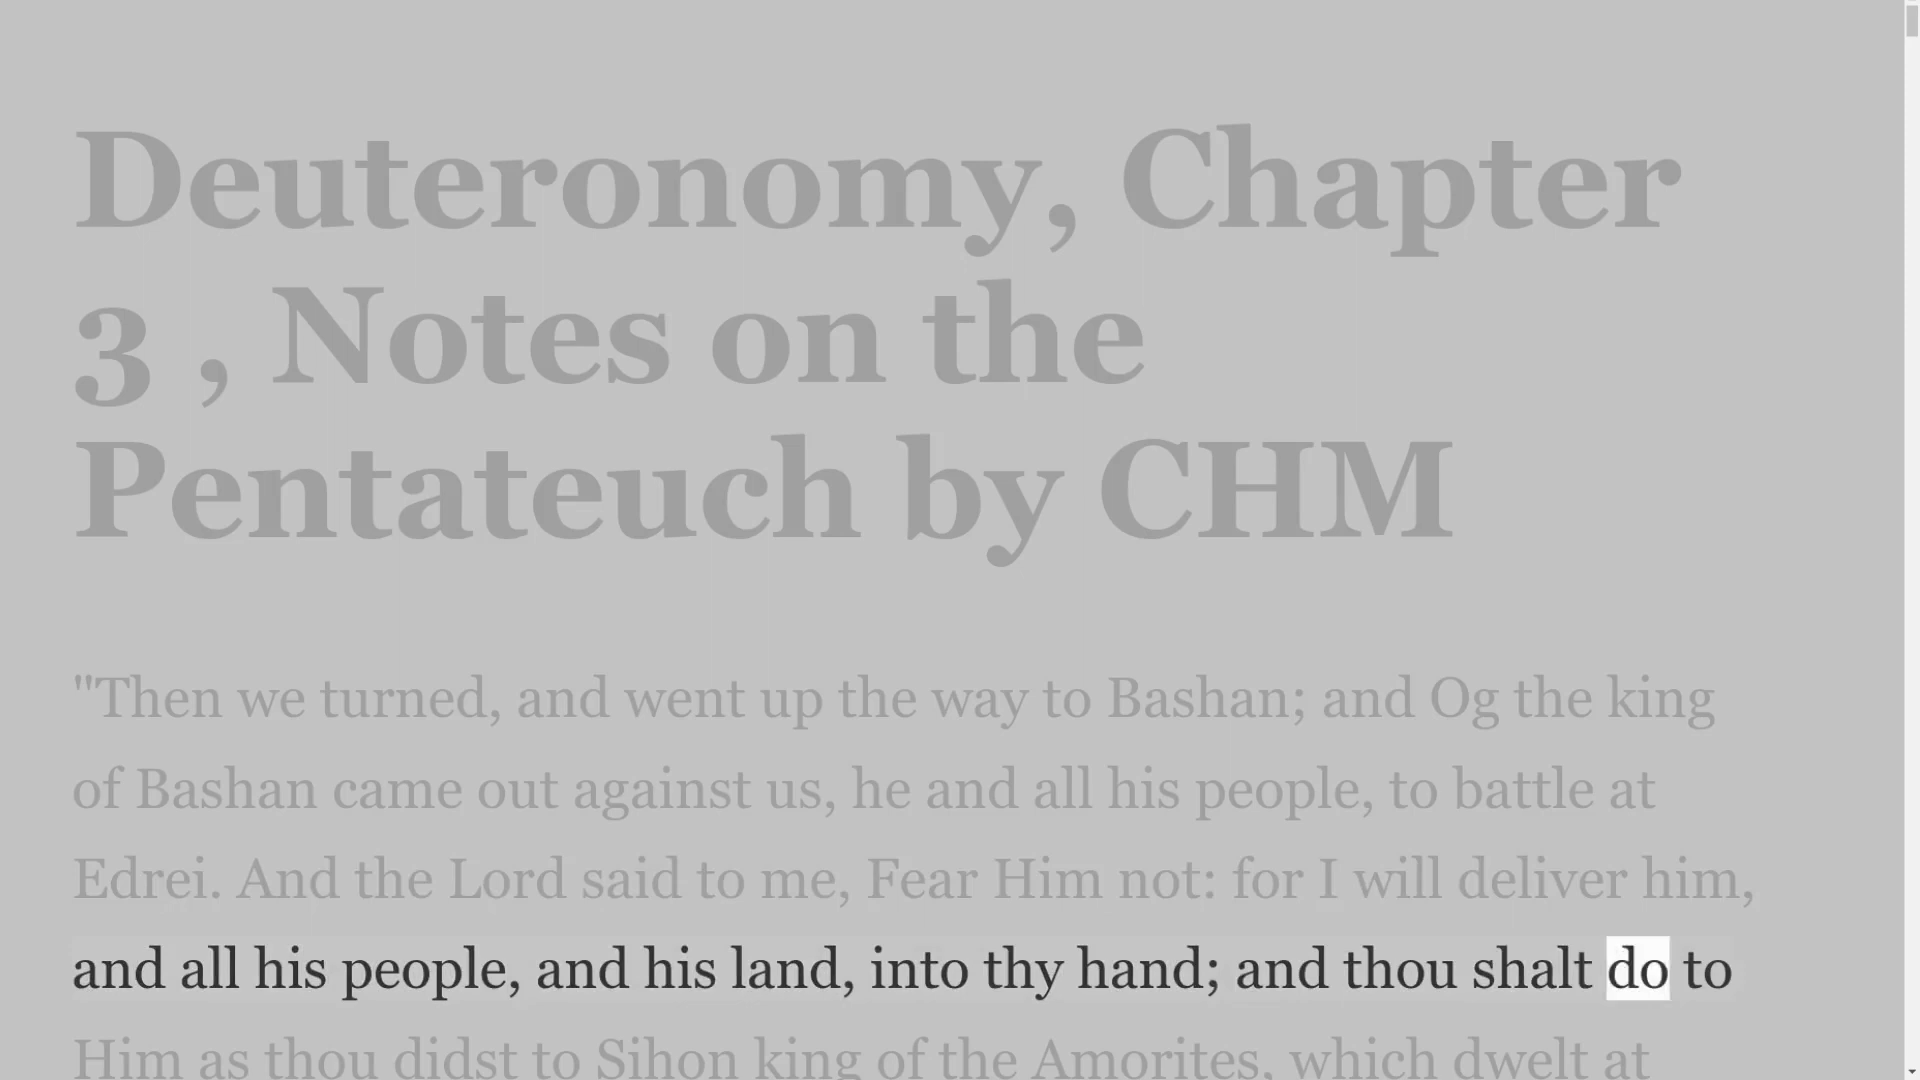 Deuteronomy, Chapter
3 , Notes on the
Pentateuch by CHM
"Then we turned, and went up the way to Bashan; and Og the king
of Bashan came out against us, he and all his people, to battle at
Edrei. And the Lord said to me, Fear Him not: for I will deliver him,
and all his people, and his land, into thy hand; and thou shalt do to
Him as thou didst to Sihon king of the Amorites, which dwelt at